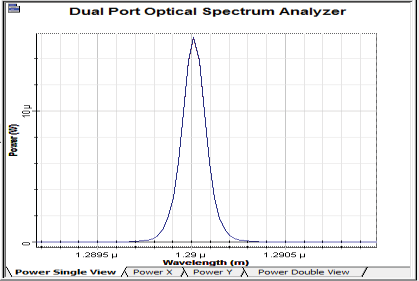 Dual Port Optical Spectrum Analyzer
Power (W)
10µ
0
1.2895 µ 1.29 µ 1.2905 µ
Wavelength (m)
Power Single View Power X Power Y Power Double View